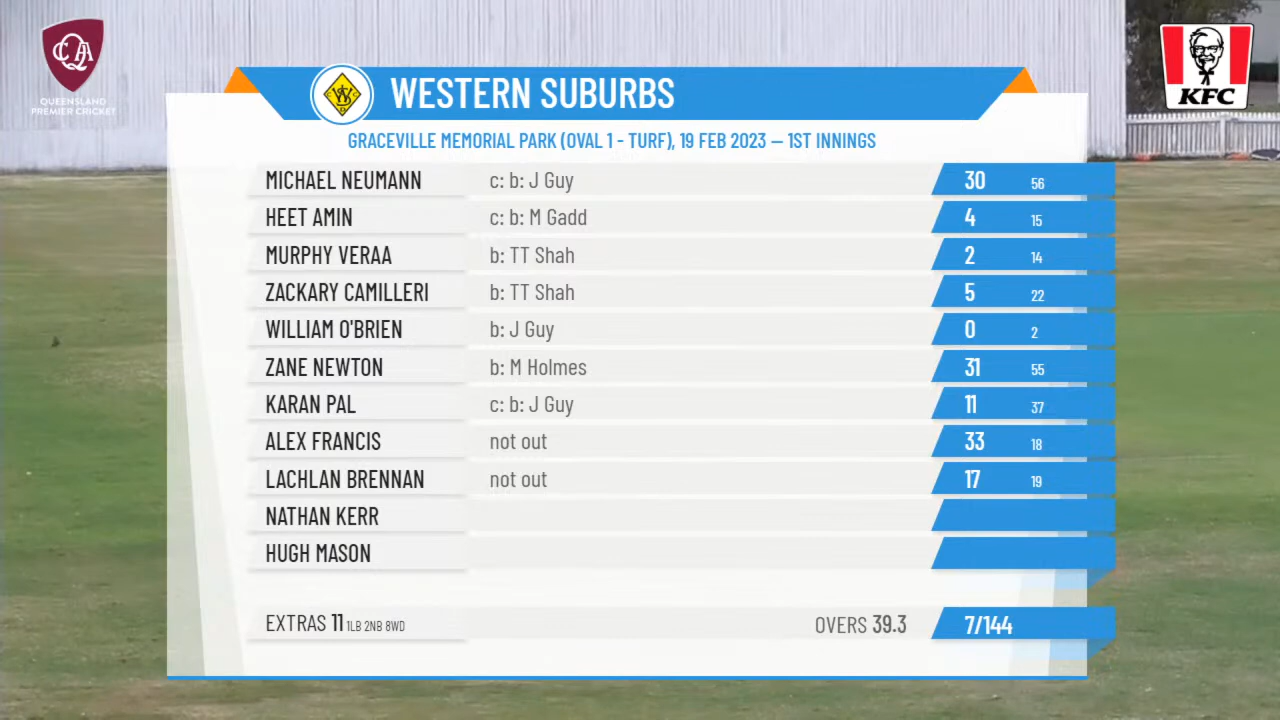 QUEENSLAND
PREMIER CRICKET
KFC
WESTERN SUBURBS
GRACEVILLE MEMORIAL PARK (OVAL 1 - TURF), 19 FEB 2023 — 1ST INNINGS
MICHAEL NEUMANN c: b: J Guy 30 56
HEET AMIN c: b: M Gadd 4 15
MURPHY VERAA b: TT Shah 2 14
ZACKARY CAMILLERI b: TT Shah 5 22
WILLIAM O'BRIEN b: J Guy 0 2
ZANE NEWTON b: M Holmes 31 55
KARAN PAL c: b: J Guy 11 37
ALEX FRANCIS not out 33 18
LACHLAN BRENNAN not out 17 19
NATHAN KERR
HUGH MASON
EXTRAS 11 1LB 2NB 8WD OVERS 39.3 7/144